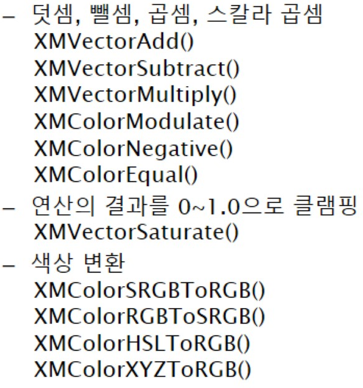 – 덧셈, 뺄셈, 곱셈, 스칼라 곱셈
XMVectorAdd()
XMVectorSubtract()
XMVectorMultiply()
XMColorModulate()
XMColorNegative()
XMColorEqual()
– 연산의 결과를 0~1.0으로 클램핑
XMVectorSaturate()
– 색상 변환
XMColorSRGBToRGB()
XMColorRGBToSRGB()
XMColorHSLToRGB()
XMColorXYZToRGB()